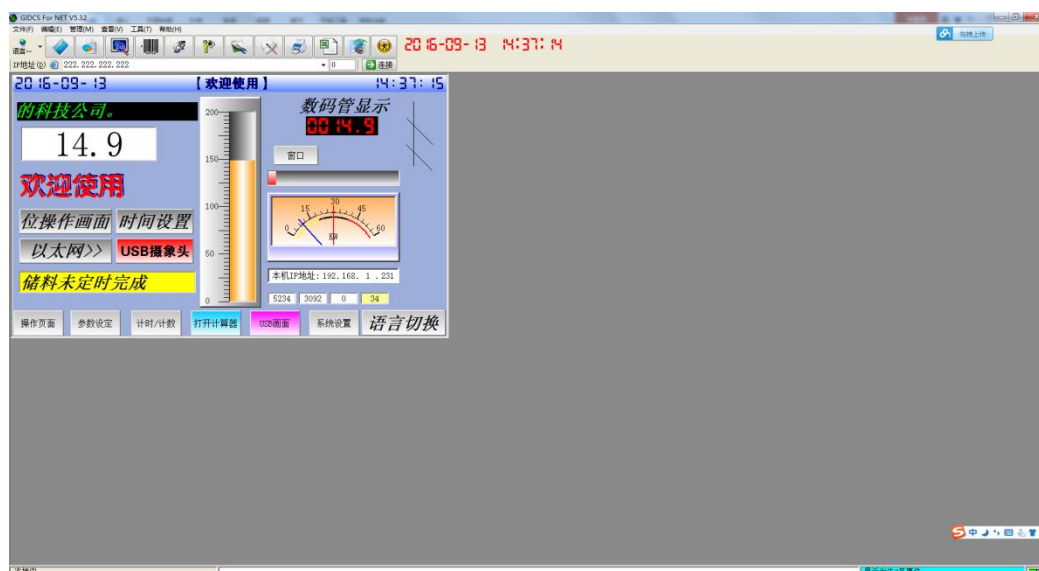 GIDCS For NET V5.32
文件(F) 编辑(E) 管理(M) 查看(V) 工具(T) 帮助(H)
语言
2016-09-13 14:37:14
拖拽上传
IP地址(D) 222.222.222.222
0
连接
2016-09-13
【欢迎使用】
14:37:15
的科技公司。
14.9
欢迎使用
位操作画面
时间设置
以太网>>
USB摄象头
储料未定时完成
200
150
100
50
0
数码管显示
0014.9
窗口
0
15
30
45
60
KW
本机IP地址: 192.168. 1 .231
5234
3092
0
34
操作页面
参数设定
计时/计数
打开计算器
USB画面
系统设置
语言切换
中